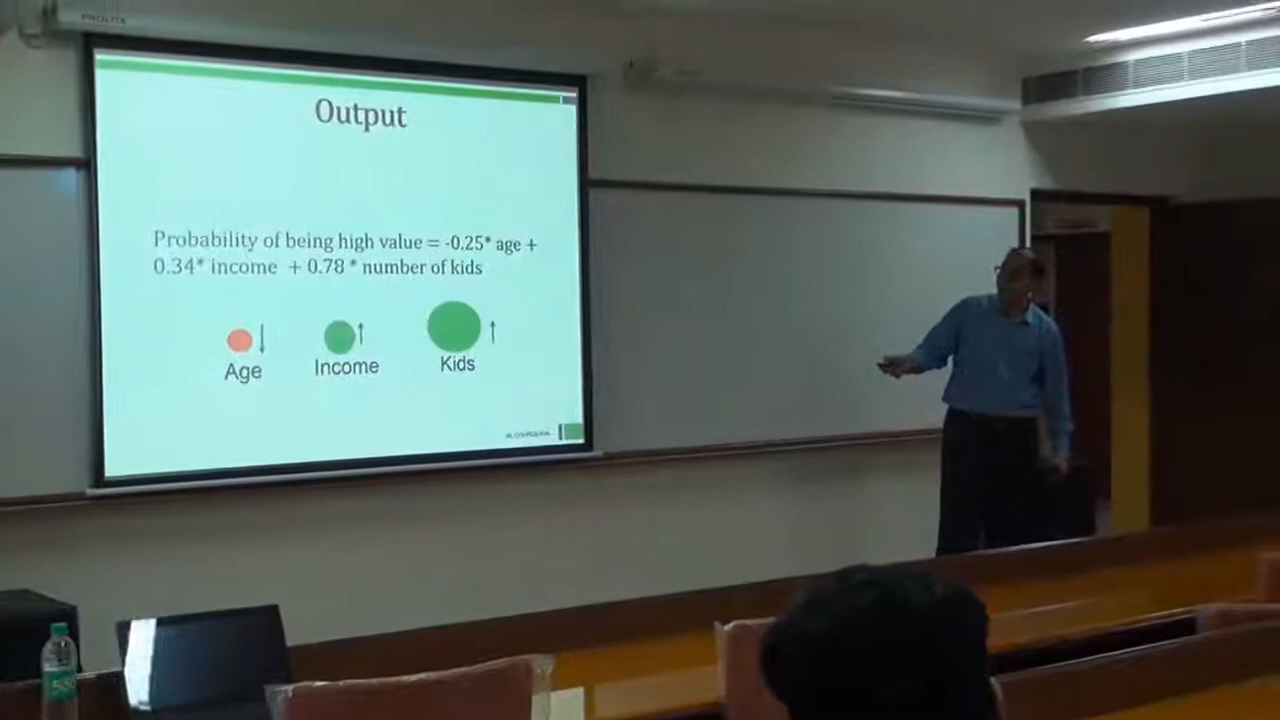 Output
Probability of being high value = -0.25* age +
0.34* income + 0.78 * number of kids
Age
Income
Kids